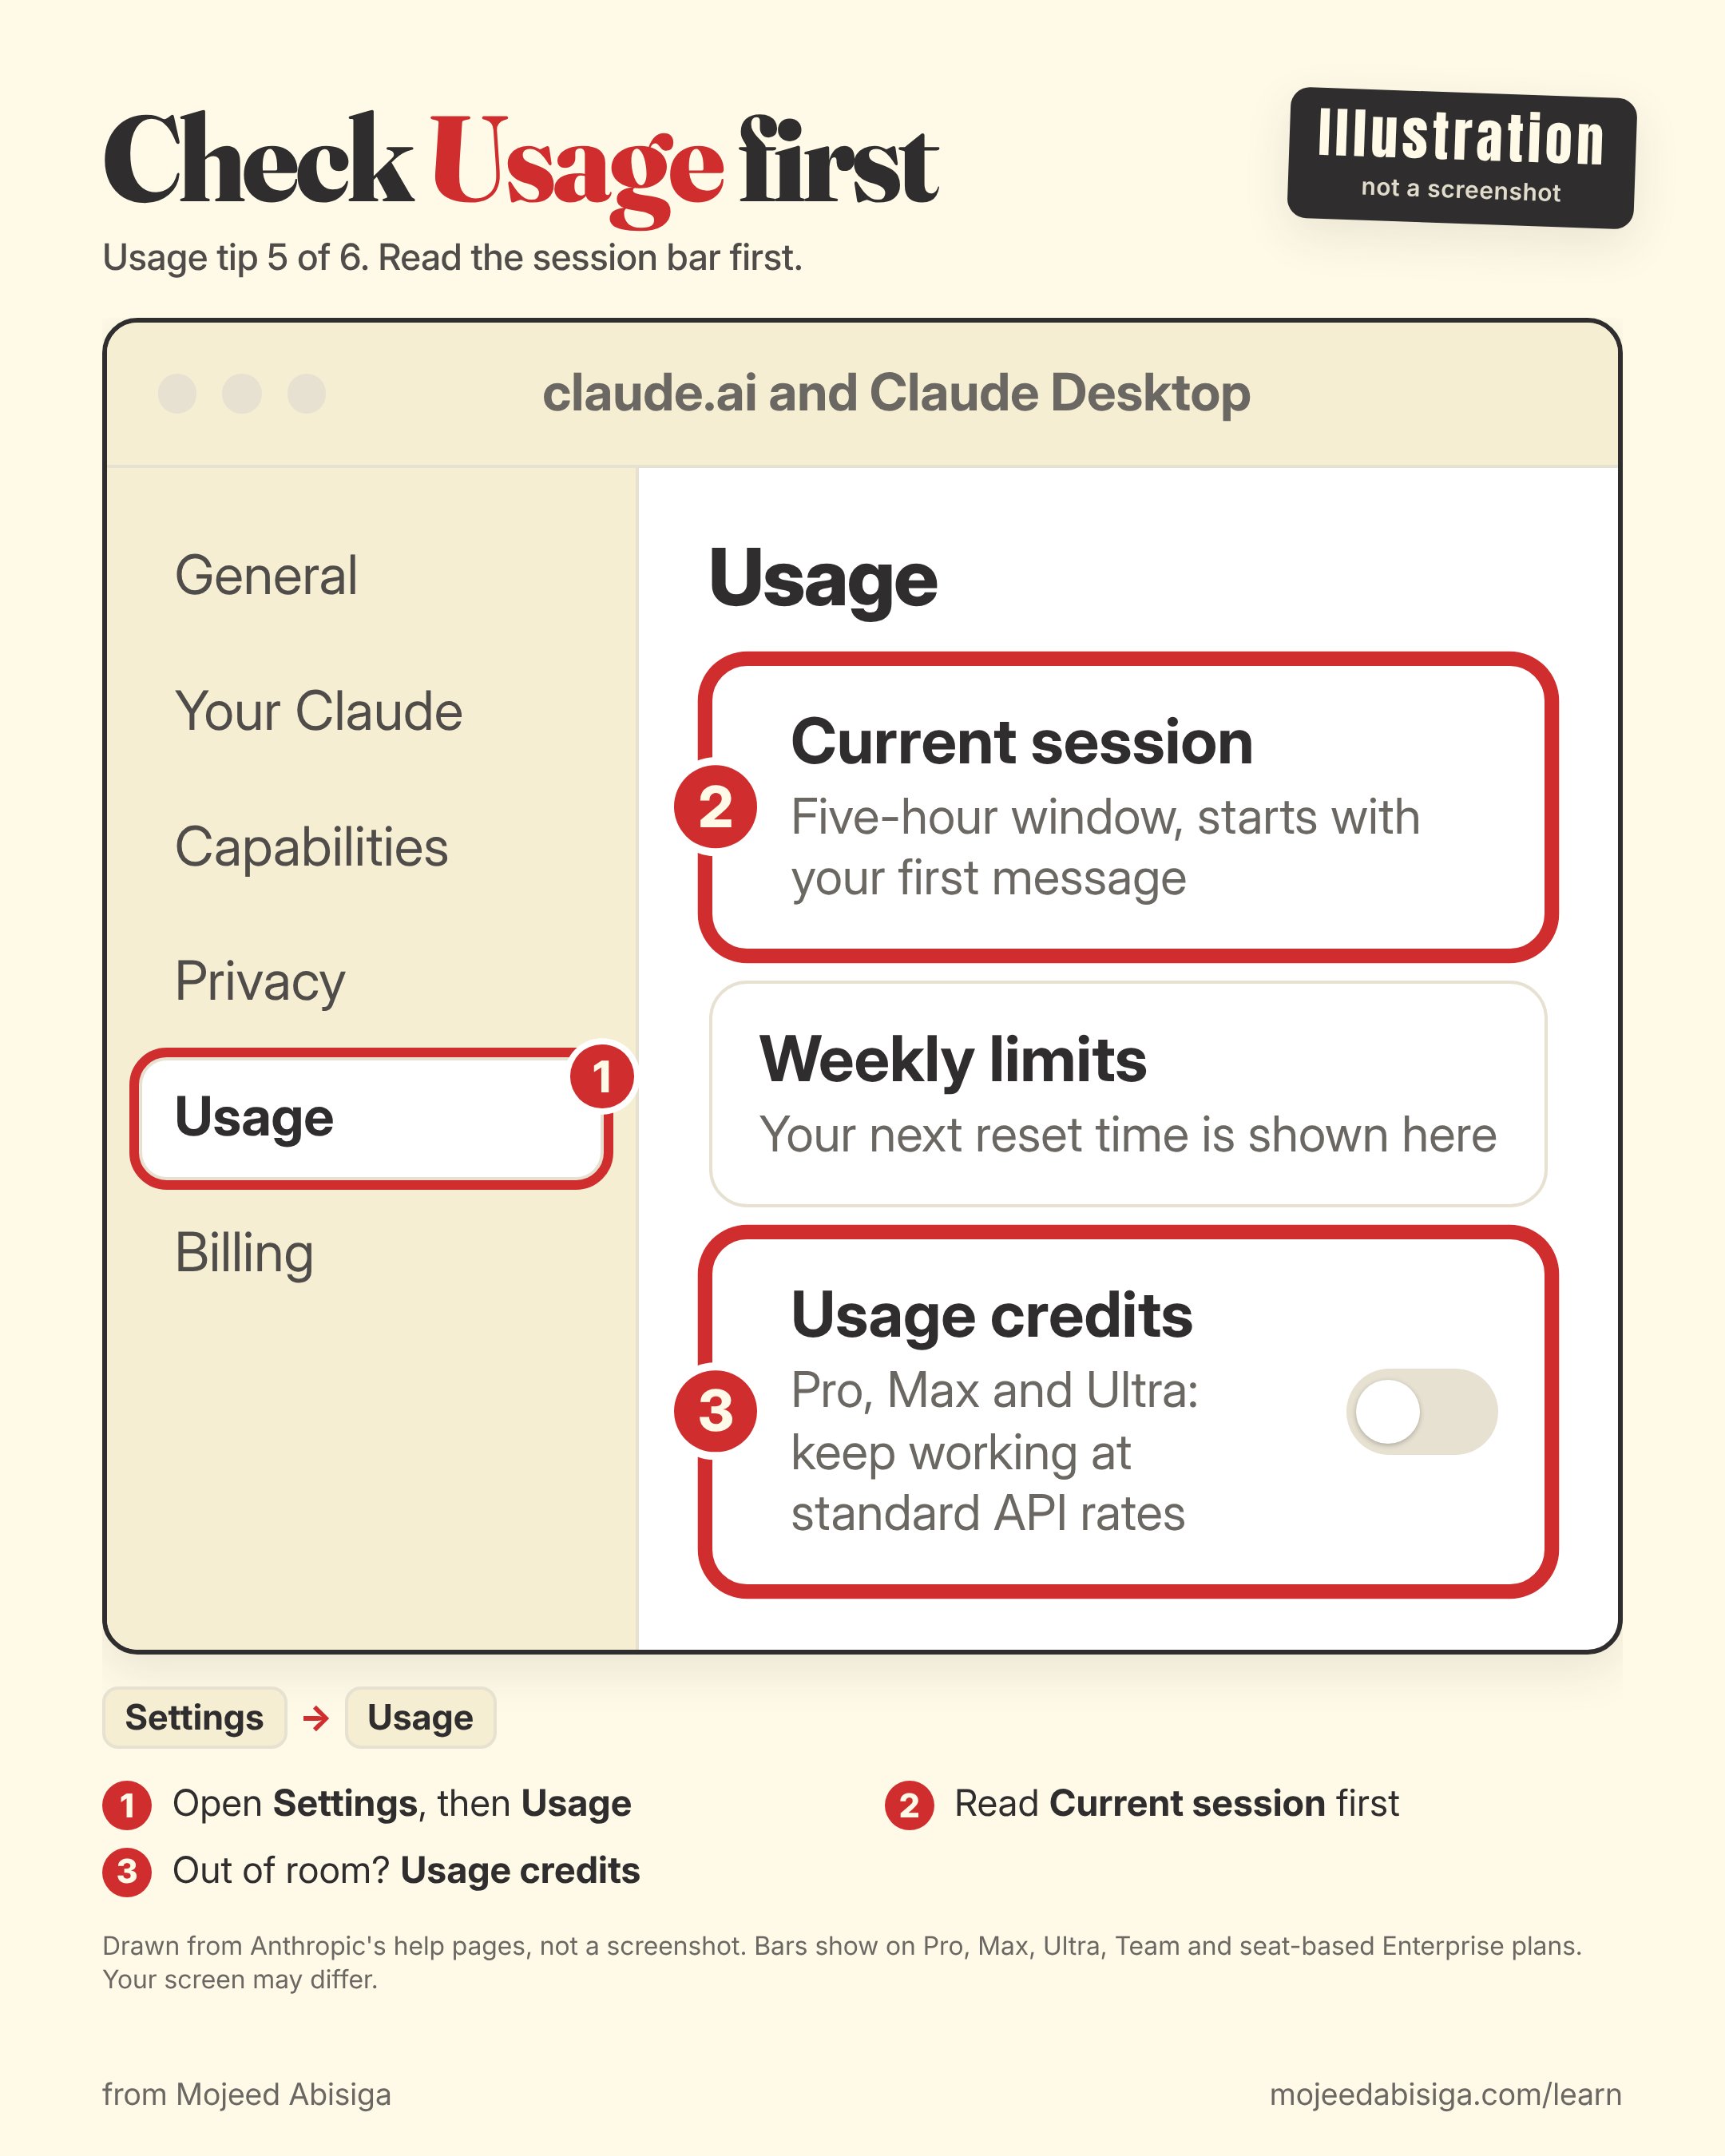 Check Usage first
Illustration
not a screenshot
Usage tip 5 of 6. Read the session bar first.
claude.ai and Claude Desktop
General
Your Claude
Capabilities
Privacy
1
Usage
Billing
Usage
2
Current session
Five-hour window, starts with
your first message
Weekly limits
Your next reset time is shown here
3
Usage credits
Pro, Max and Ultra:
keep working at
standard API rates
Settings → Usage
1 Open Settings, then Usage
2 Read Current session first
3 Out of room? Usage credits
Drawn from Anthropic's help pages, not a screenshot. Bars show on Pro, Max, Ultra, Team and seat-based Enterprise plans.
Your screen may differ.
from Mojeed Abisiga
mojeedabisiga.com/learn